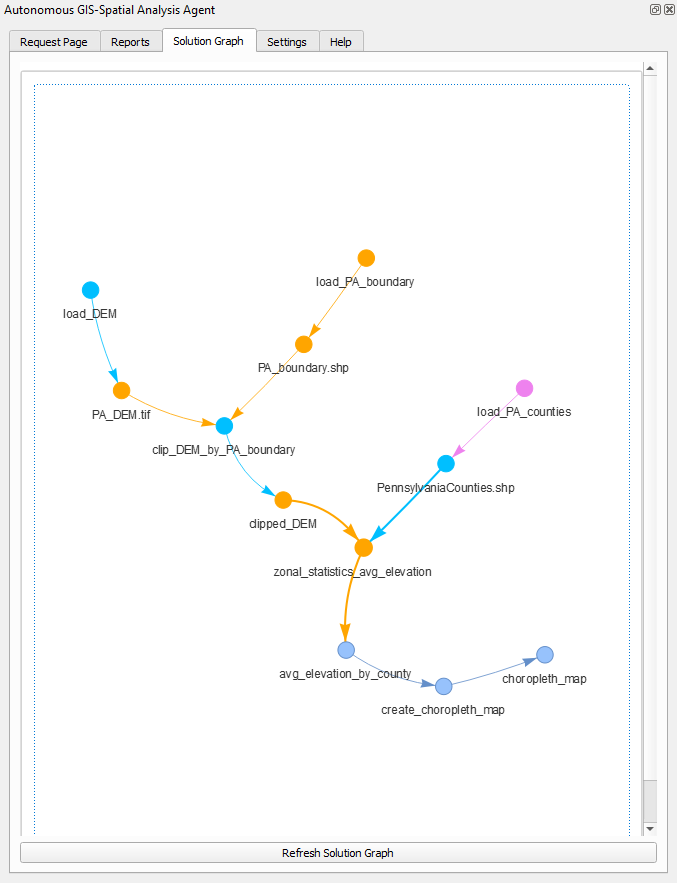 Autonomous GIS-Spatial Analysis Agent
Request Page
Reports
Solution Graph
Settings
Help
load_PA_boundary
load_DEM
PA_boundary.shp
PA_DEM.tif
load_PA_counties
clip_DEM_by_PA_boundary
PennsylvaniaCounties.shp
clipped_DEM
zonal_statistics_avg_elevation
avg_elevation_by_county
choropleth_map
create_choropleth_map
Refresh Solution Graph